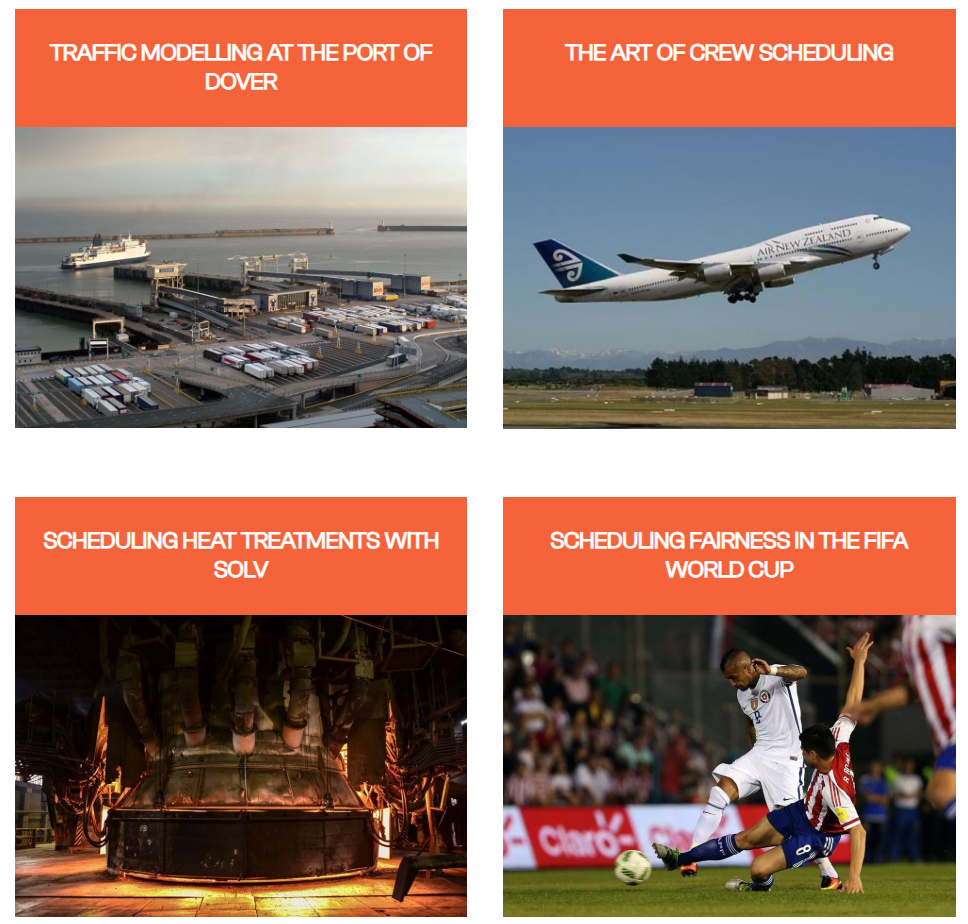 TRAFFIC MODELLING AT THE PORT OF
DOVER
THE ART OF CREW SCHEDULING
AIR NEW ZEALAND
SCHEDULING HEAT TREATMENTS WITH
SOLV
SCHEDULING FAIRNESS IN THE FIFA
WORLD CUP
claro
8